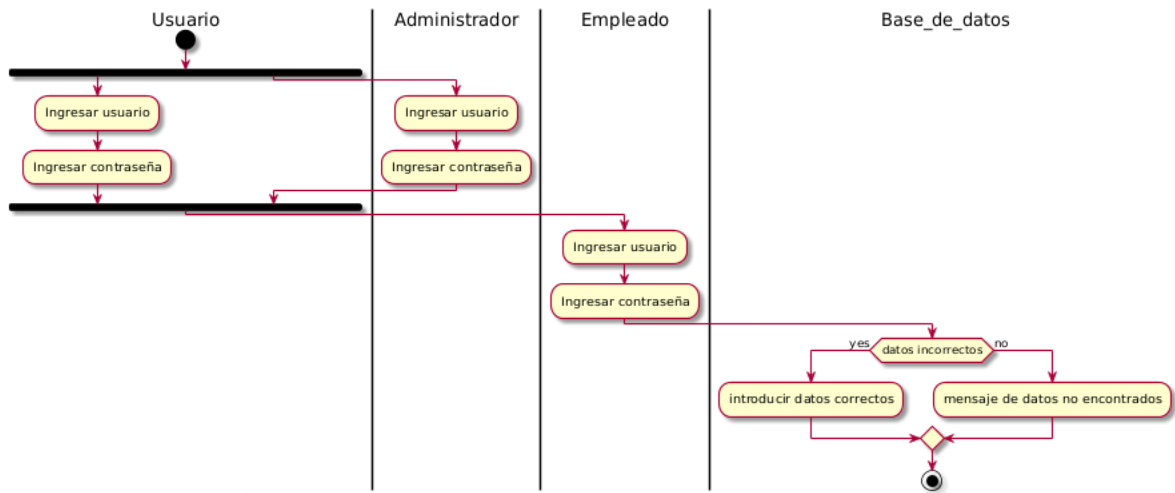 Usuario
Administrador
Empleado
Base_de_datos
Ingresar usuario
Ingresar usuario
Ingresar contraseña
Ingresar contraseña
Ingresar usuario
Ingresar contraseña
yes
datos incorrectos
no
introducir datos correctos
mensaje de datos no encontrados